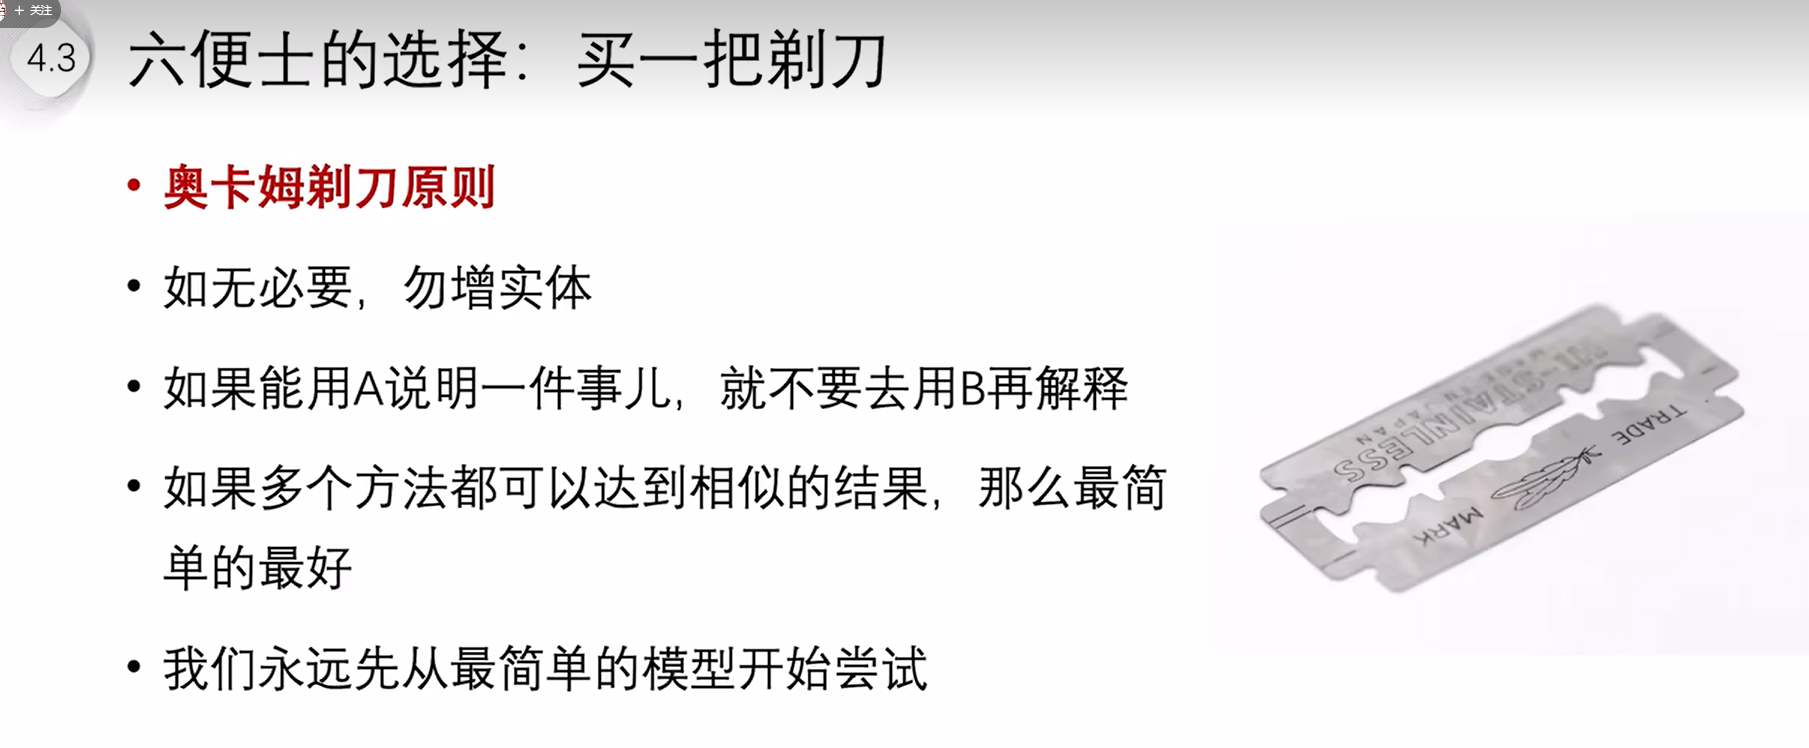 + 关注
4.3
六便士的选择：买一把剃刀
• 奥卡姆剃刀原则
• 如无必要，勿增实体
• 如果能用A说明一件事儿，就不要去用B再解释
• 如果多个方法都可以达到相似的结果，那么最简
单的最好
• 我们永远先从最简单的模型开始尝试
HI-STAINLESS
MADE IN JAPAN
TRADE MARK